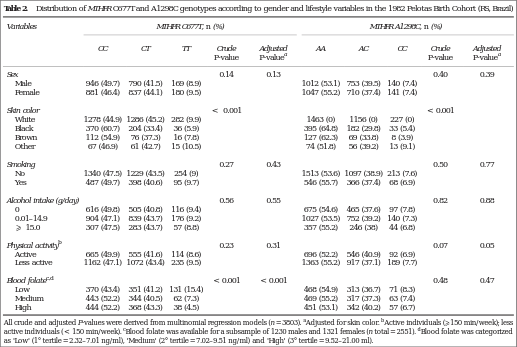 Table 2. Distribution of MTHFR C677T and A1298C genotypes according to gender and lifestyle variables in the 1982 Pelotas Birth Cohort (RS, Brazil)
Variables MTHFR C677T, n (%) MTHFR A1298C, n (%)
CC CT TT Crude P-value Adjusted P-valueᵃ AA AC CC Crude P-value Adjusted P-valueᵃ
Sex 0.14 0.13 0.40 0.39
Male 946 (49.7) 790 (41.5) 169 (8.9) 1012 (53.1) 753 (39.5) 140 (7.4)
Female 881 (46.4) 837 (44.1) 180 (9.5) 1047 (55.2) 710 (37.4) 141 (7.4)
Skin color < 0.001 < 0.001
White 1278 (44.9) 1286 (45.2) 282 (9.9) 1463 (0) 1156 (0) 227 (0)
Black 370 (60.7) 204 (33.4) 36 (5.9) 395 (64.8) 182 (29.8) 33 (5.4)
Brown 112 (54.9) 76 (37.3) 16 (7.8) 127 (62.3) 69 (33.8) 8 (3.9)
Other 67 (46.9) 61 (42.7) 15 (10.5) 74 (51.8) 56 (39.2) 13 (9.1)
Smoking 0.27 0.43 0.50 0.77
No 1340 (47.5) 1229 (43.5) 254 (9) 1513 (53.6) 1097 (38.9) 213 (7.6)
Yes 487 (49.7) 398 (40.6) 95 (9.7) 546 (55.7) 366 (37.4) 68 (6.9)
Alcohol intake (g/day) 0.56 0.55 0.82 0.88
0 616 (49.8) 505 (40.8) 116 (9.4) 675 (54.6) 465 (37.6) 97 (7.8)
0.01–14.9 904 (47.1) 839 (43.7) 176 (9.2) 1027 (53.5) 752 (39.2) 140 (7.3)
⩾ 15.0 307 (47.5) 283 (43.7) 57 (8.8) 357 (55.2) 246 (38) 44 (6.8)
Physical activityᵇ 0.23 0.31 0.07 0.05
Active 665 (49.9) 555 (41.6) 114 (8.6) 696 (52.2) 546 (40.9) 92 (6.9)
Less active 1162 (47.1) 1072 (43.4) 235 (9.5) 1363 (55.2) 917 (37.1) 189 (7.7)
Blood folateᶜ,ᵈ < 0.001 < 0.001 0.48 0.47
Low 370 (43.4) 351 (41.2) 131 (15.4) 468 (54.9) 313 (36.7) 71 (8.3)
Medium 443 (52.2) 344 (40.5) 62 (7.3) 469 (55.2) 317 (37.3) 63 (7.4)
High 444 (52.2) 368 (43.3) 38 (4.5) 451 (53.1) 342 (40.2) 57 (6.7)
All crude and adjusted P-values were derived from multinomial regression models (n = 3803). ᵃAdjusted for skin color. ᵇActive individuals (⩾150 min/week); less
active individuals (< 150 min/week). ᶜBlood folate was available for a subsample of 1230 males and 1321 females (n total = 2551). ᵈBlood folate was categorized
as 'Low' (1° tertile = 2.32–7.01 ng/ml), 'Medium' (2° tertile = 7.02–9.51 ng/ml) and 'High' (3° tertile = 9.52–21.00 ml).